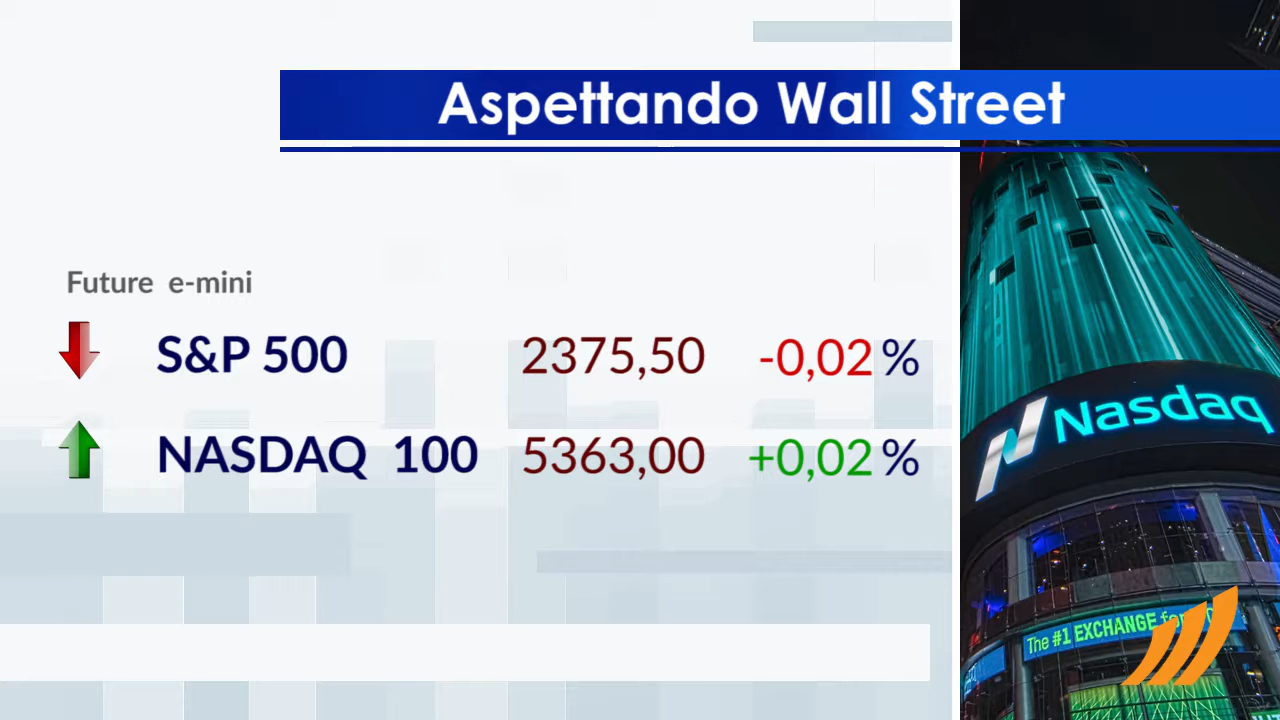 Aspettando Wall Street
Future e-mini
S&P 500 2375,50 -0,02 %
NASDAQ 100 5363,00 +0,02 %
Nasdaq
The #1 EXCHANGE